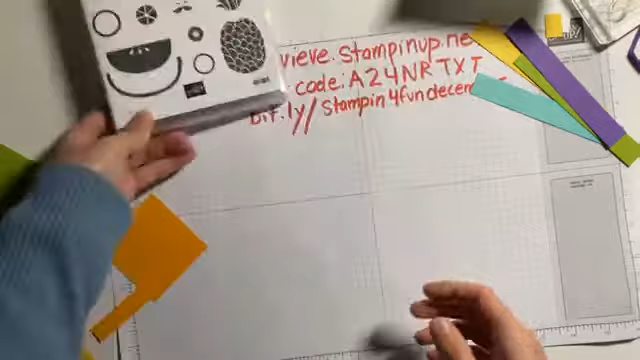 vieve.stampinup.ne
code: A24NRTXT
bit.ly/stampin4fundecem